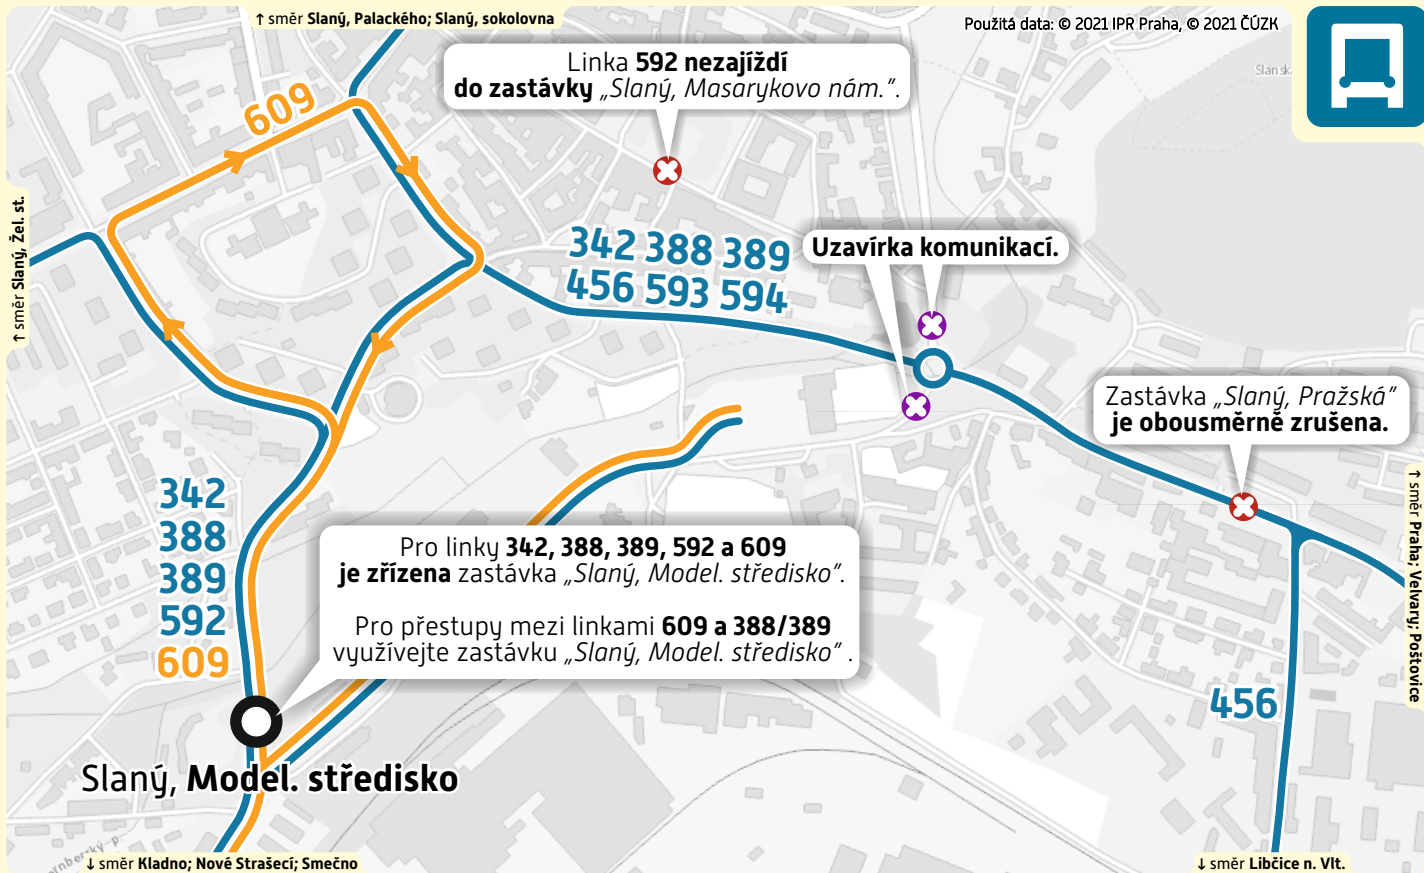 ↑ směr Slaný, Palackého; Slaný, sokolovna
Použitá data: © 2021 IPR Praha, © 2021 ČÚZK
Linka 592 nezajíždí
do zastávky „Slaný, Masarykovo nám.”.
609
↑ směr Slaný, Žel. st.
342 388 389
456 593 594
Uzavírka komunikací.
Zastávka „Slaný, Pražská”
je obousměrně zrušena.
↑ směr Praha; Velvary; Poštovice
342
388
389
592
609
Pro linky 342, 388, 389, 592 a 609
je zřízena zastávka „Slaný, Model. středisko”.
Pro přestupy mezi linkami 609 a 388/389
využívejte zastávku „Slaný, Model. středisko” .
456
Slaný, Model. středisko
↓ směr Kladno; Nové Strašecí; Smečno
↓ směr Libčice n. Vlt.